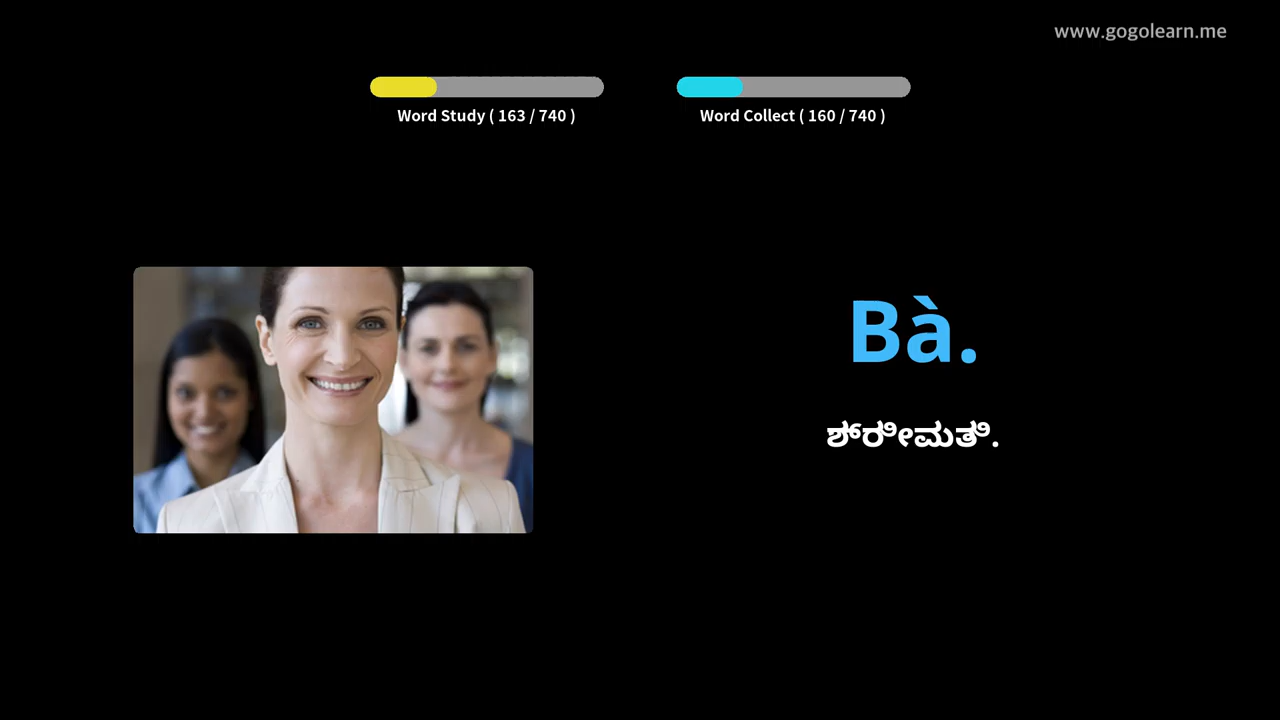 www.gogolearn.me
Word Study ( 163 / 740 )
Word Collect ( 160 / 740 )
Bà.
ಶ್ರೀಮತಿ.